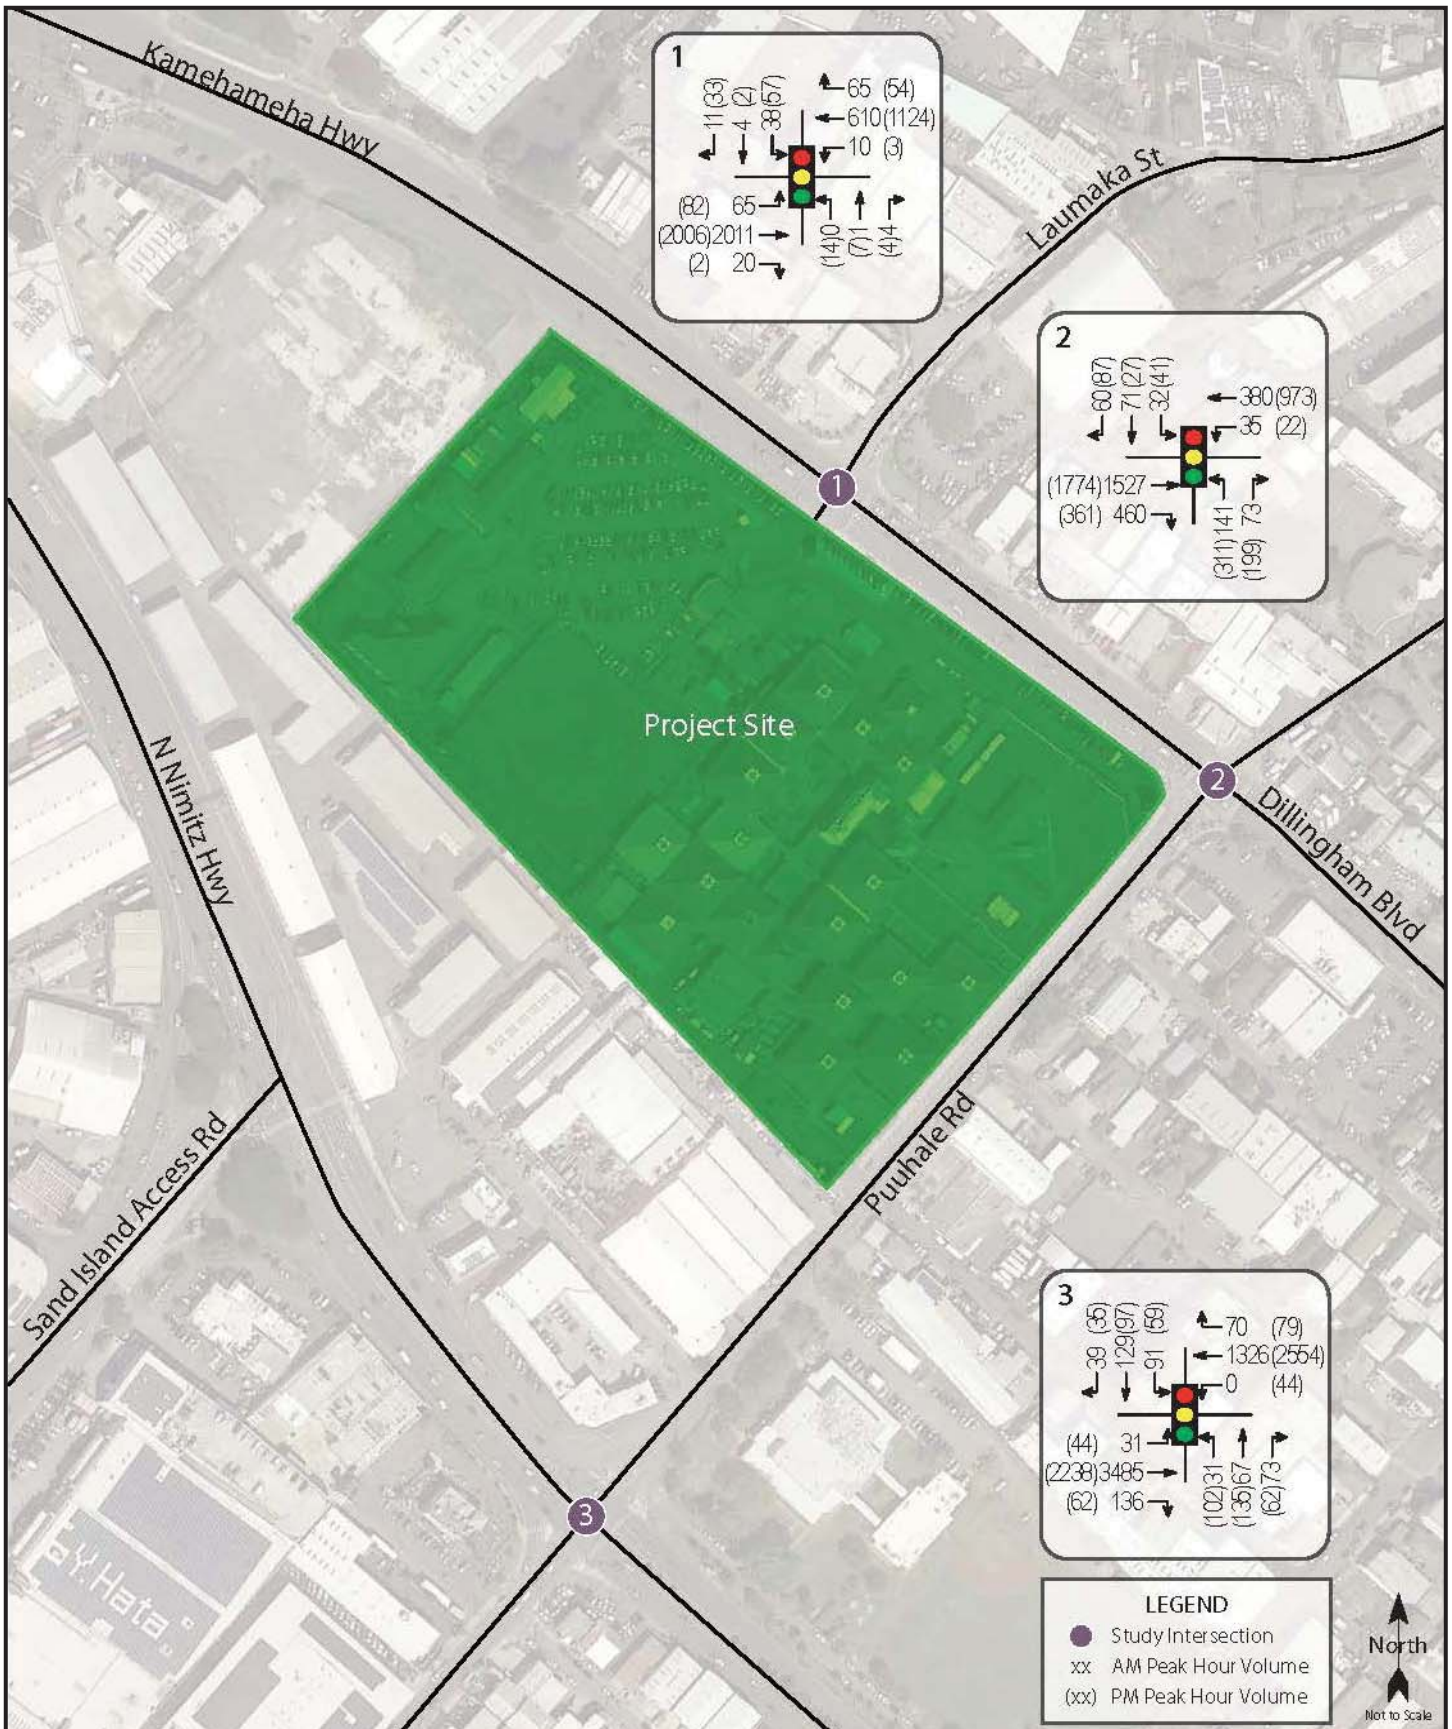 Kamehameha Hwy
1
11 (33)
4 (2)
38(57)
65 (54)
610(1124)
10 (3)
(82) 65
(2006)2011
(2) 20
(14)0
(7)1
(4)4
Laumaka St
2
60(87)
71(27)
32(41)
380(973)
35 (22)
(1774)1527
(361) 460
(311)141
(199) 73
1
Project Site
N Nimitz Hwy
2
Dillingham Blvd
Puuhale Rd
Sand Island Access Rd
3
39 (35)
129(97)
91 (59)
70 (79)
1326(2554)
0 (44)
(44) 31
(2238)3485
(62) 136
(102)31
(135)67
(62)73
3
Y. Hata
LEGEND
Study Intersection
xx AM Peak Hour Volume
(xx) PM Peak Hour Volume
North
Not to Scale